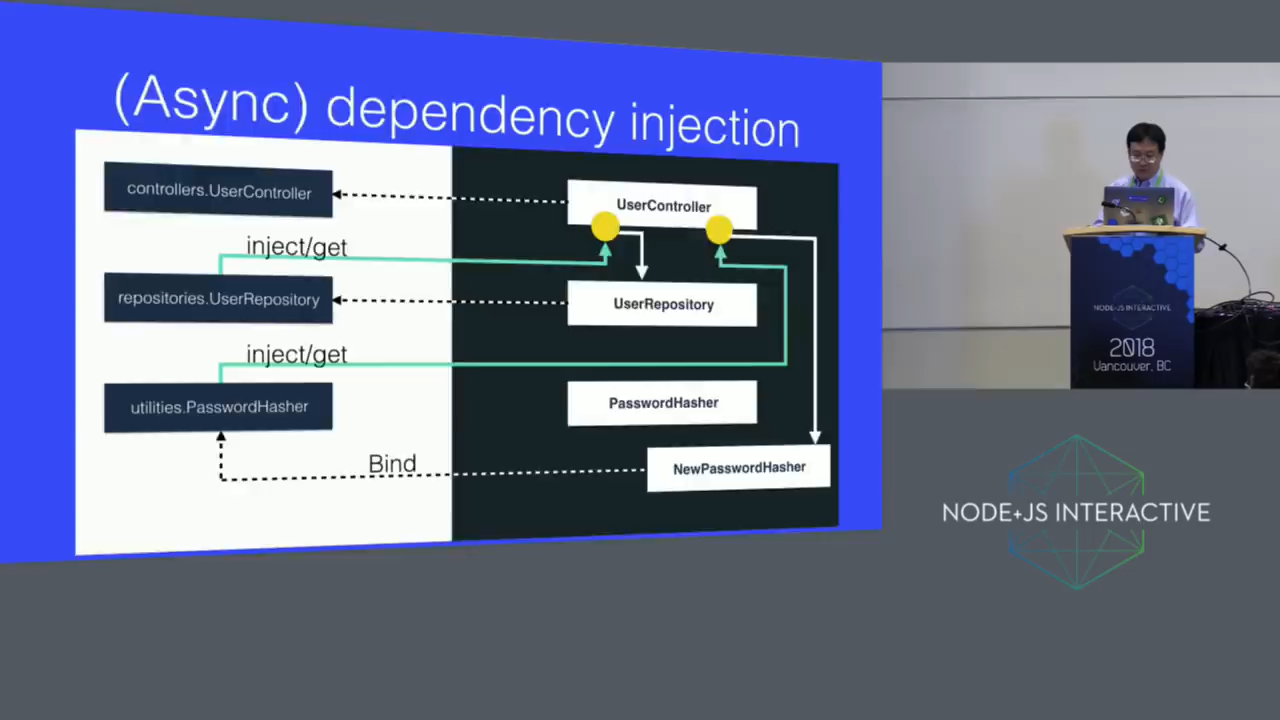 (Async) dependency injection
controllers.UserController
UserController
inject/get
repositories.UserRepository
UserRepository
inject/get
utilities.PasswordHasher
PasswordHasher
Bind
NewPasswordHasher
NODE+JS INTERACTIVE
2018
Vancouver, BC
NODE+JS INTERACTIVE